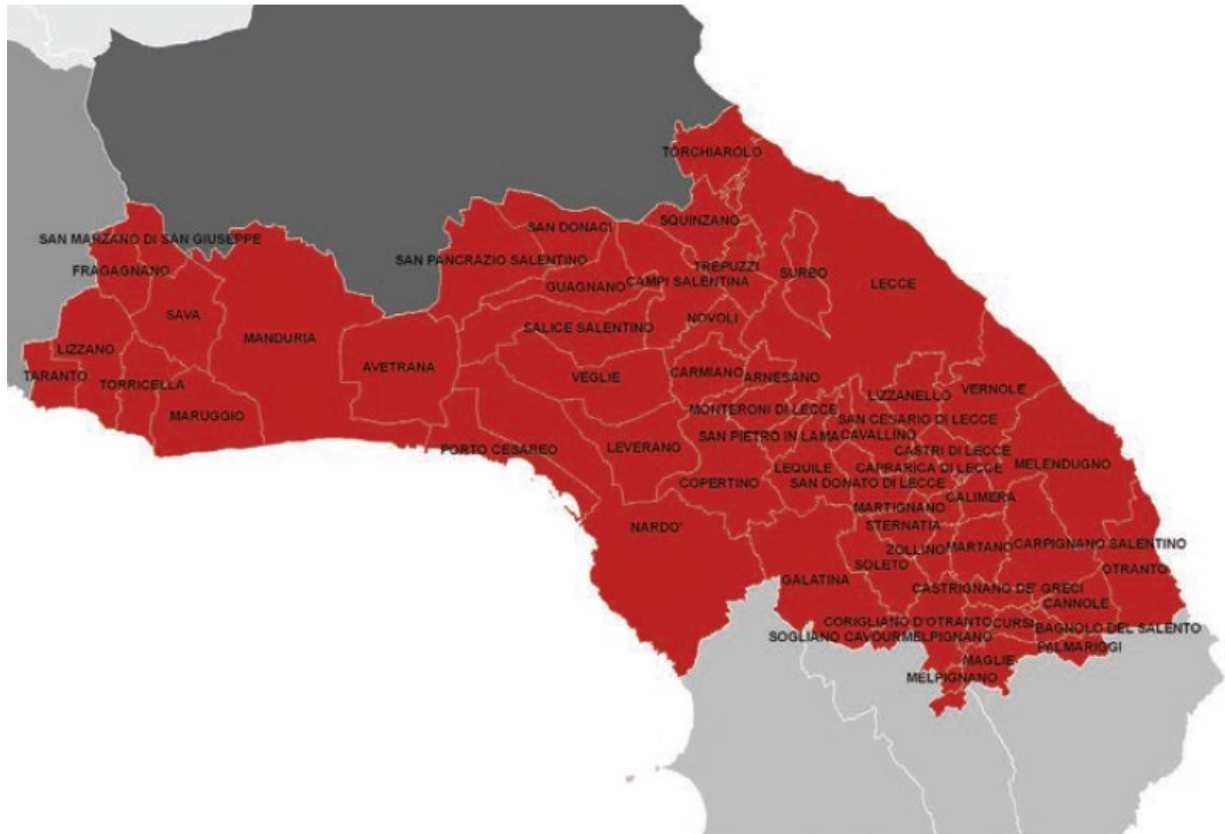 TORCHIAROLO
SQUINZANO
SAN DONACI
SAN MARZANO DI SAN GIUSEPPE
SAN PANCRAZIO SALENTINO
TREPUZZI
FRAGAGNANO
SURBO
CAMPI SALENTINA
LECCE
GUAGNANO
SAVA
NOVOLI
SALICE SALENTINO
MANDURIA
LIZZANO
AVETRANA
CARMIANO
TARANTO
VEGLIE
ARNESANO
TORRICELLA
VERNOLE
LIZZANELLO
MONTERONI DI LECCE
MARUGGIO
SAN CESARIO DI LECCE
SAN PIETRO IN LAMA
CAVALLINO
LEVERANO
PORTO CESAREO
CASTRI DI LECCE
MELENDUGNO
LEQUILE
CAPRARICA DI LECCE
COPERTINO
SAN DONATO DI LECCE
CALIMERA
MARTIGNANO
NARDO'
STERNATIA
CARPIGNANO SALENTINO
ZOLLINO
MARTANO
SOLETO
OTRANTO
GALATINA
CASTRIGNANO DE' GRECI
CANNOLE
CORIGLIANO D'OTRANTO
CURSI
BAGNOLO DEL SALENTO
SOGLIANO CAVOUR
MELPIGNANO
PALMARIGGI
MAGLIE
MELPIGNANO